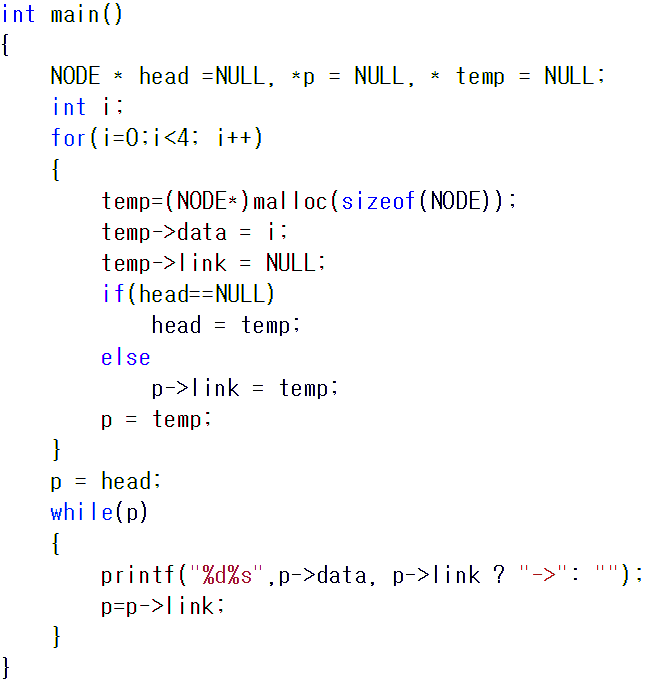 int main()
{
    NODE * head =NULL, *p = NULL, * temp = NULL;
    int i;
    for(i=0;i<4; i++)
    {
        temp=(NODE*)malloc(sizeof(NODE));
        temp->data = i;
        temp->link = NULL;
        if(head==NULL)
            head = temp;
        else
            p->link = temp;
        p = temp;
    }
    p = head;
    while(p)
    {
        printf("%d%s",p->data, p->link ? "->": "");
        p=p->link;
    }
}